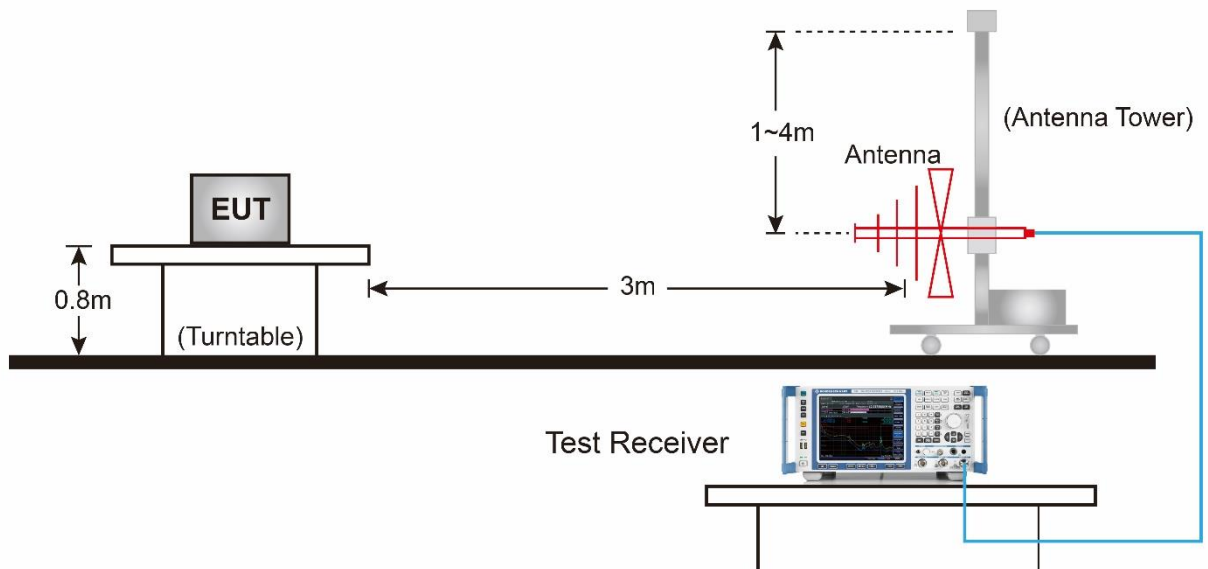 1~4m
(Antenna Tower)
Antenna
EUT
0.8m
3m
(Turntable)
Test Receiver